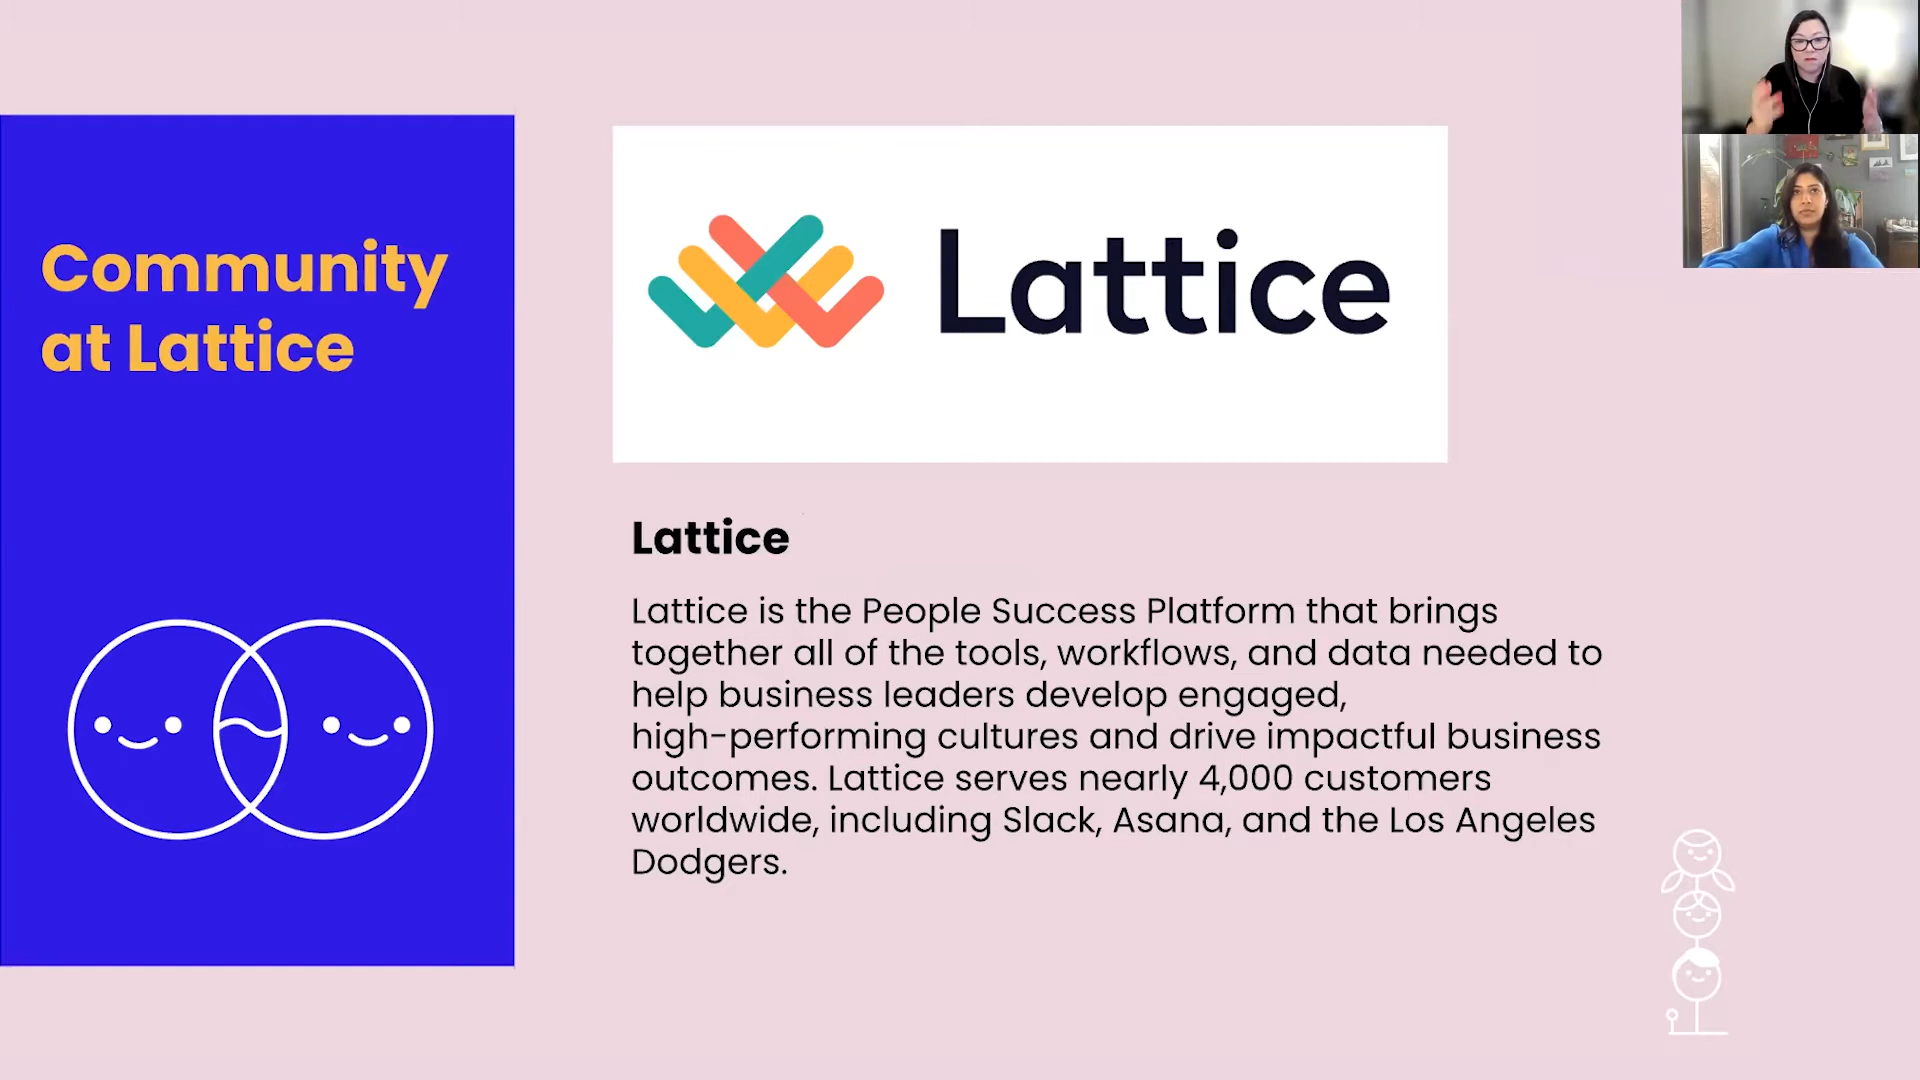 Community
at Lattice
Lattice
Lattice
Lattice is the People Success Platform that brings
together all of the tools, workflows, and data needed to
help business leaders develop engaged,
high-performing cultures and drive impactful business
outcomes. Lattice serves nearly 4,000 customers
worldwide, including Slack, Asana, and the Los Angeles
Dodgers.